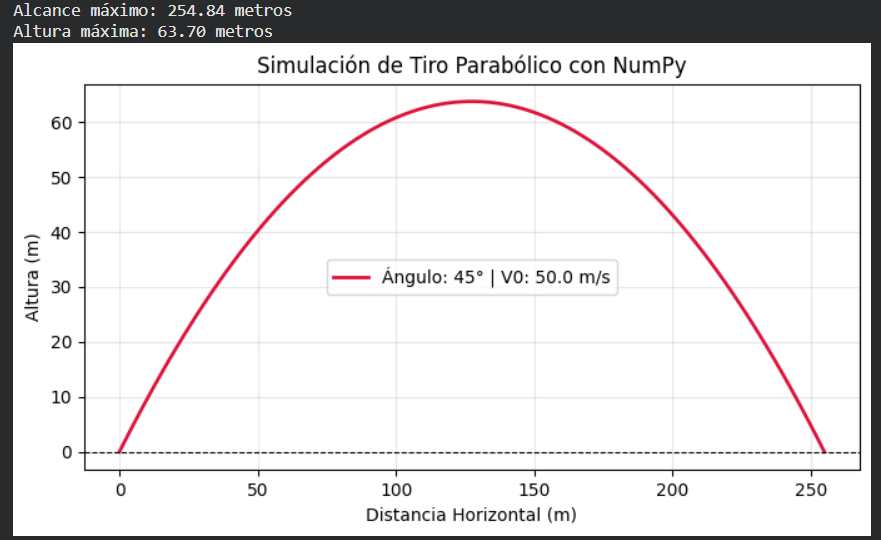 Alcance máximo: 254.84 metros
Altura máxima: 63.70 metros
Simulación de Tiro Parabólico con NumPy
Altura (m)
60
50
40
30
20
10
0
Ángulo: 45° | V0: 50.0 m/s
0 50 100 150 200 250
Distancia Horizontal (m)